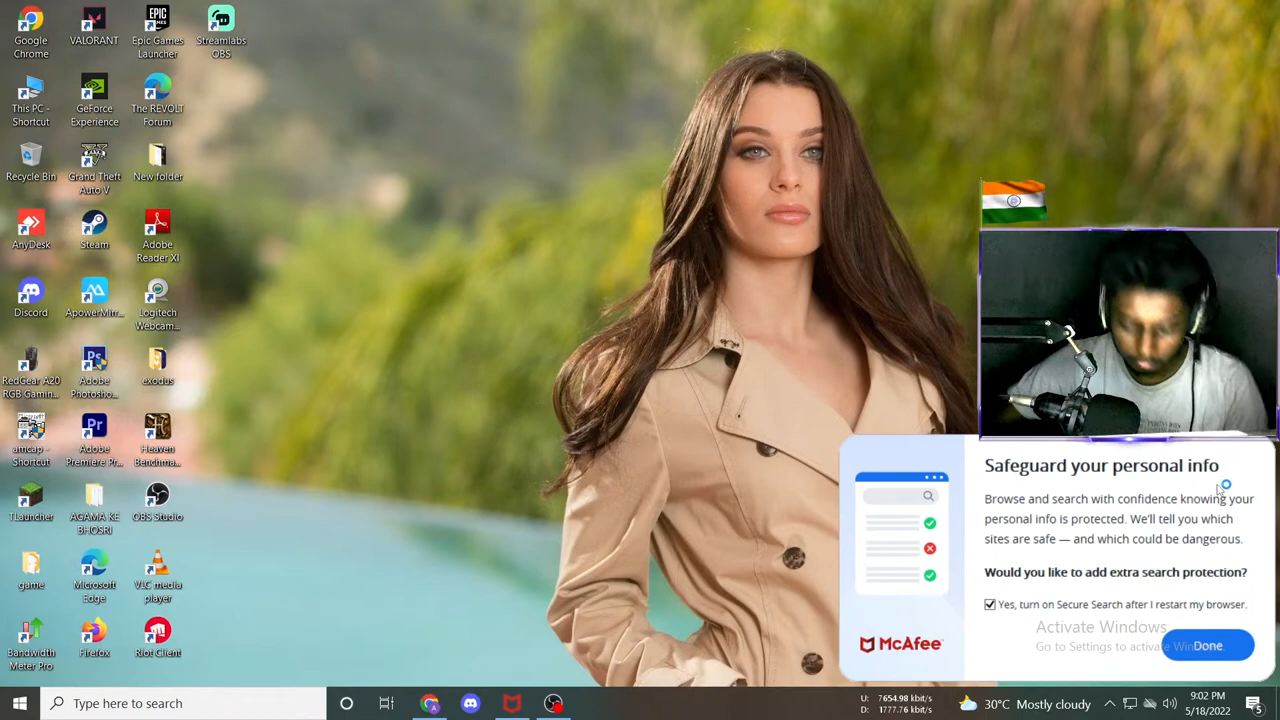 Google
Chrome
VALORANT
Epic Games
Launcher
Streamlabs
OBS
This PC -
Shortcut
GeForce
Experience
The REVOLT
Forum
Recycle Bin
Grand Theft
Auto V
New folder
AnyDesk
Steam
Adobe
Reader XI
Discord
ApowerMirr...
Logitech
Webcam...
RedGear A20
RGB Gamin...
Adobe
Photosho...
exodus
amcap -
Shortcut
Adobe
Premiere Pr...
Heaven
Benchma...
TLauncher
AGAMA KE
BHOSRI
OBS Studio
game
Microsoft
Edge
VLC media
player
Bandwidth
Meter Pro
Firefox
Riot Client
Safeguard your personal info
Browse and search with confidence knowing your
personal info is protected. We'll tell you which
sites are safe — and which could be dangerous.
Would you like to add extra search protection?
Yes, turn on Secure Search after I restart my browser.
McAfee
Activate Windows
Go to Settings to activate Windows.
Done
Type here to search
U: 7654.98 kbit/s
D: 1777.76 kbit/s
30°C Mostly cloudy
9:02 PM
5/18/2022
5